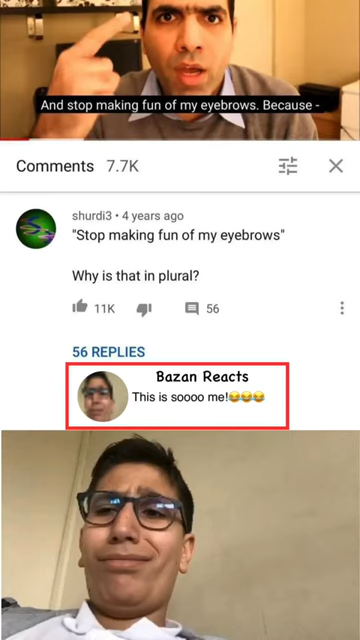 And stop making fun of my eyebrows. Because -
Comments 7.7K
shurdi3 • 4 years ago
"Stop making fun of my eyebrows"
Why is that in plural?
11K 56
56 REPLIES
Bazan Reacts
This is soooo me!😂😂😂